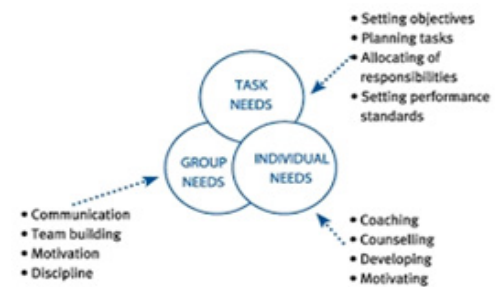 • Setting objectives
• Planning tasks
• Allocating of
responsibilities
• Setting performance
standards
TASK
NEEDS
GROUP
NEEDS
INDIVIDUAL
NEEDS
• Communication
• Team building
• Motivation
• Discipline
• Coaching
• Counselling
• Developing
• Motivating